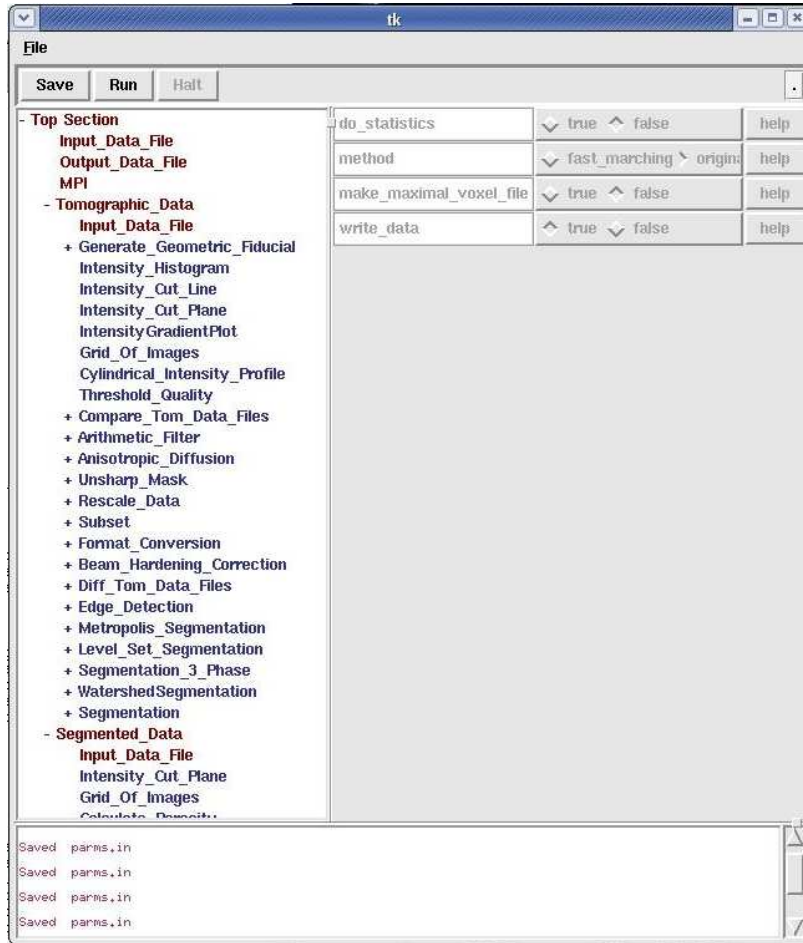 tk
File
Save Run Halt .
- Top Section
Input_Data_File
Output_Data_File
MPI
- Tomographic_Data
Input_Data_File
+ Generate_Geometric_Fiducial
Intensity_Histogram
Intensity_Cut_Line
Intensity_Cut_Plane
IntensityGradientPlot
Grid_Of_Images
Cylindrical_Intensity_Profile
Threshold_Quality
+ Compare_Tom_Data_Files
+ Arithmetic_Filter
+ Anisotropic_Diffusion
+ Unsharp_Mask
+ Rescale_Data
+ Subset
+ Format_Conversion
+ Beam_Hardening_Correction
+ Diff_Tom_Data_Files
+ Edge_Detection
+ Metropolis_Segmentation
+ Level_Set_Segmentation
+ Segmentation_3_Phase
+ WatershedSegmentation
+ Segmentation
- Segmented_Data
Input_Data_File
Intensity_Cut_Plane
Grid_Of_Images
Calculate_Porosity
do_statistics true false help
method fast_marching origina help
make_maximal_voxel_file true false help
write_data true false help
Saved parms.in
Saved parms.in
Saved parms.in
Saved parms.in